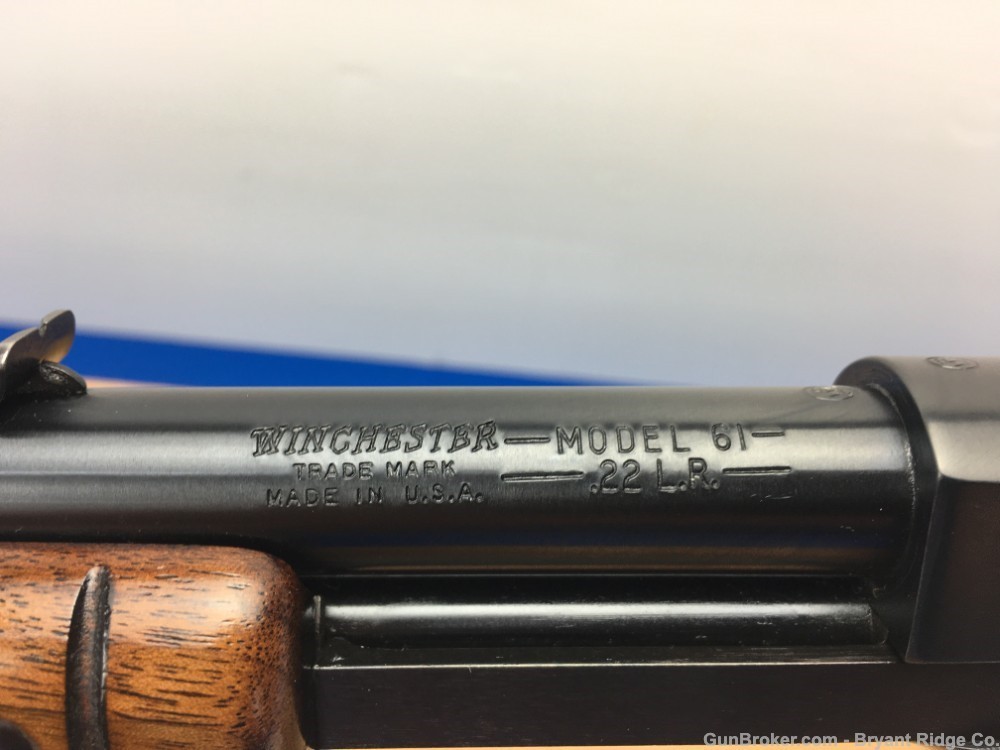 WINCHESTER —MODEL 61—
TRADE MARK —.22 L.R.—
MADE IN U.S.A.
GunBroker.com - Bryant Ridge Co.